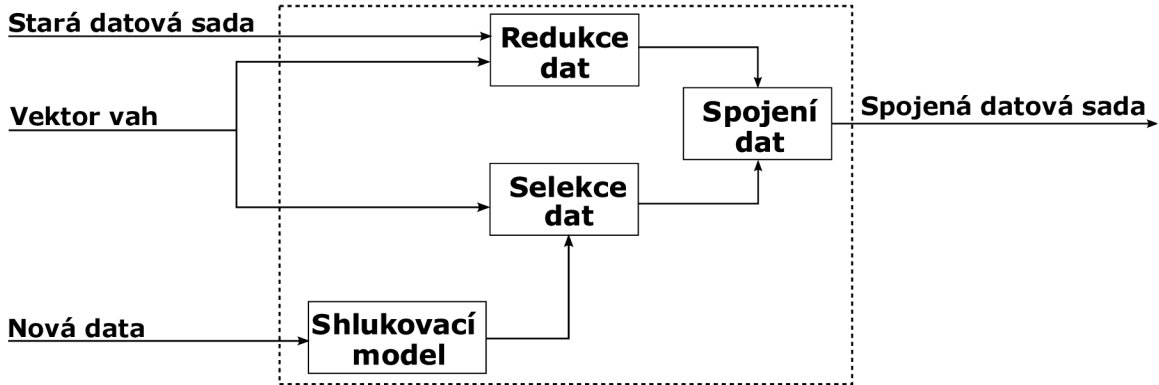 Stará datová sada
Redukce
dat
Vektor vah
Spojení
dat
Spojená datová sada
Selekce
dat
Nová data
Shlukovací
model